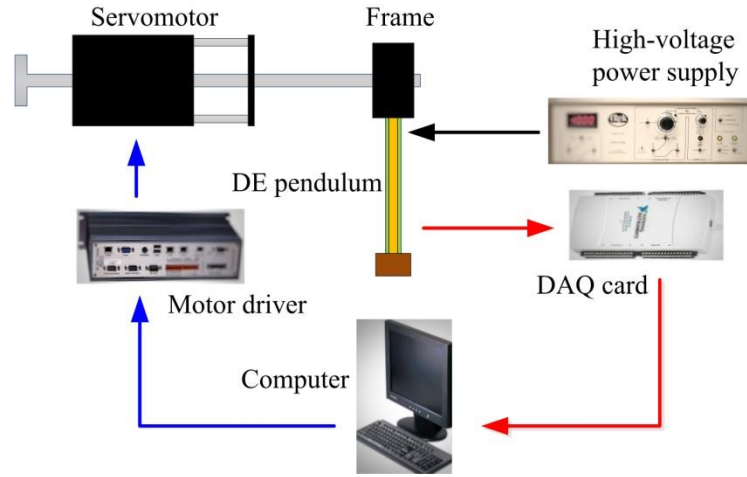 Servomotor
Frame
High-voltage
power supply
DE pendulum
Motor driver
DAQ card
Computer